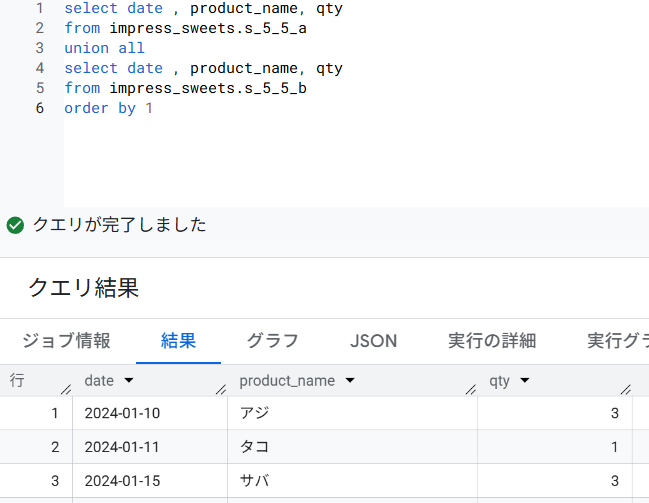 1 select date , product_name, qty
2 from impress_sweets.s_5_5_a
3 union all
4 select date , product_name, qty
5 from impress_sweets.s_5_5_b
6 order by 1
クエリが完了しました
クエリ結果
ジョブ情報 結果 グラフ JSON 実行の詳細 実行グラ
行 date product_name qty
1 2024-01-10 アジ 3
2 2024-01-11 タコ 1
3 2024-01-15 サバ 3